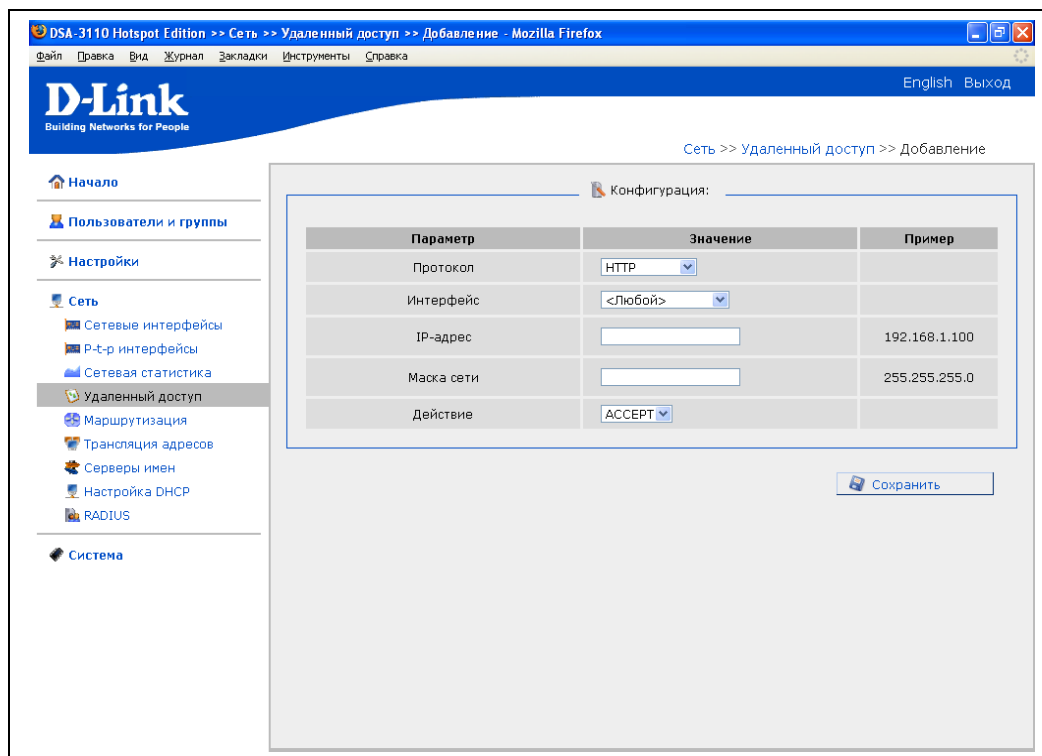 DSA-3110 Hotspot Edition >> Сеть >> Удаленный доступ >> Добавление - Mozilla Firefox
Файл Правка Вид Журнал Закладки Инструменты Справка
English Выход
D-Link
Building Networks for People
Сеть >> Удаленный доступ >> Добавление
Начало
Пользователи и группы
Настройки
Сеть
Сетевые интерфейсы
P-t-p интерфейсы
Сетевая статистика
Удаленный доступ
Маршрутизация
Трансляция адресов
Серверы имен
Настройка DHCP
RADIUS
Система
Конфигурация:
Параметр Значение Пример
Протокол HTTP
Интерфейс <Любой>
IP-адрес 192.168.1.100
Маска сети 255.255.255.0
Действие ACCEPT
Сохранить